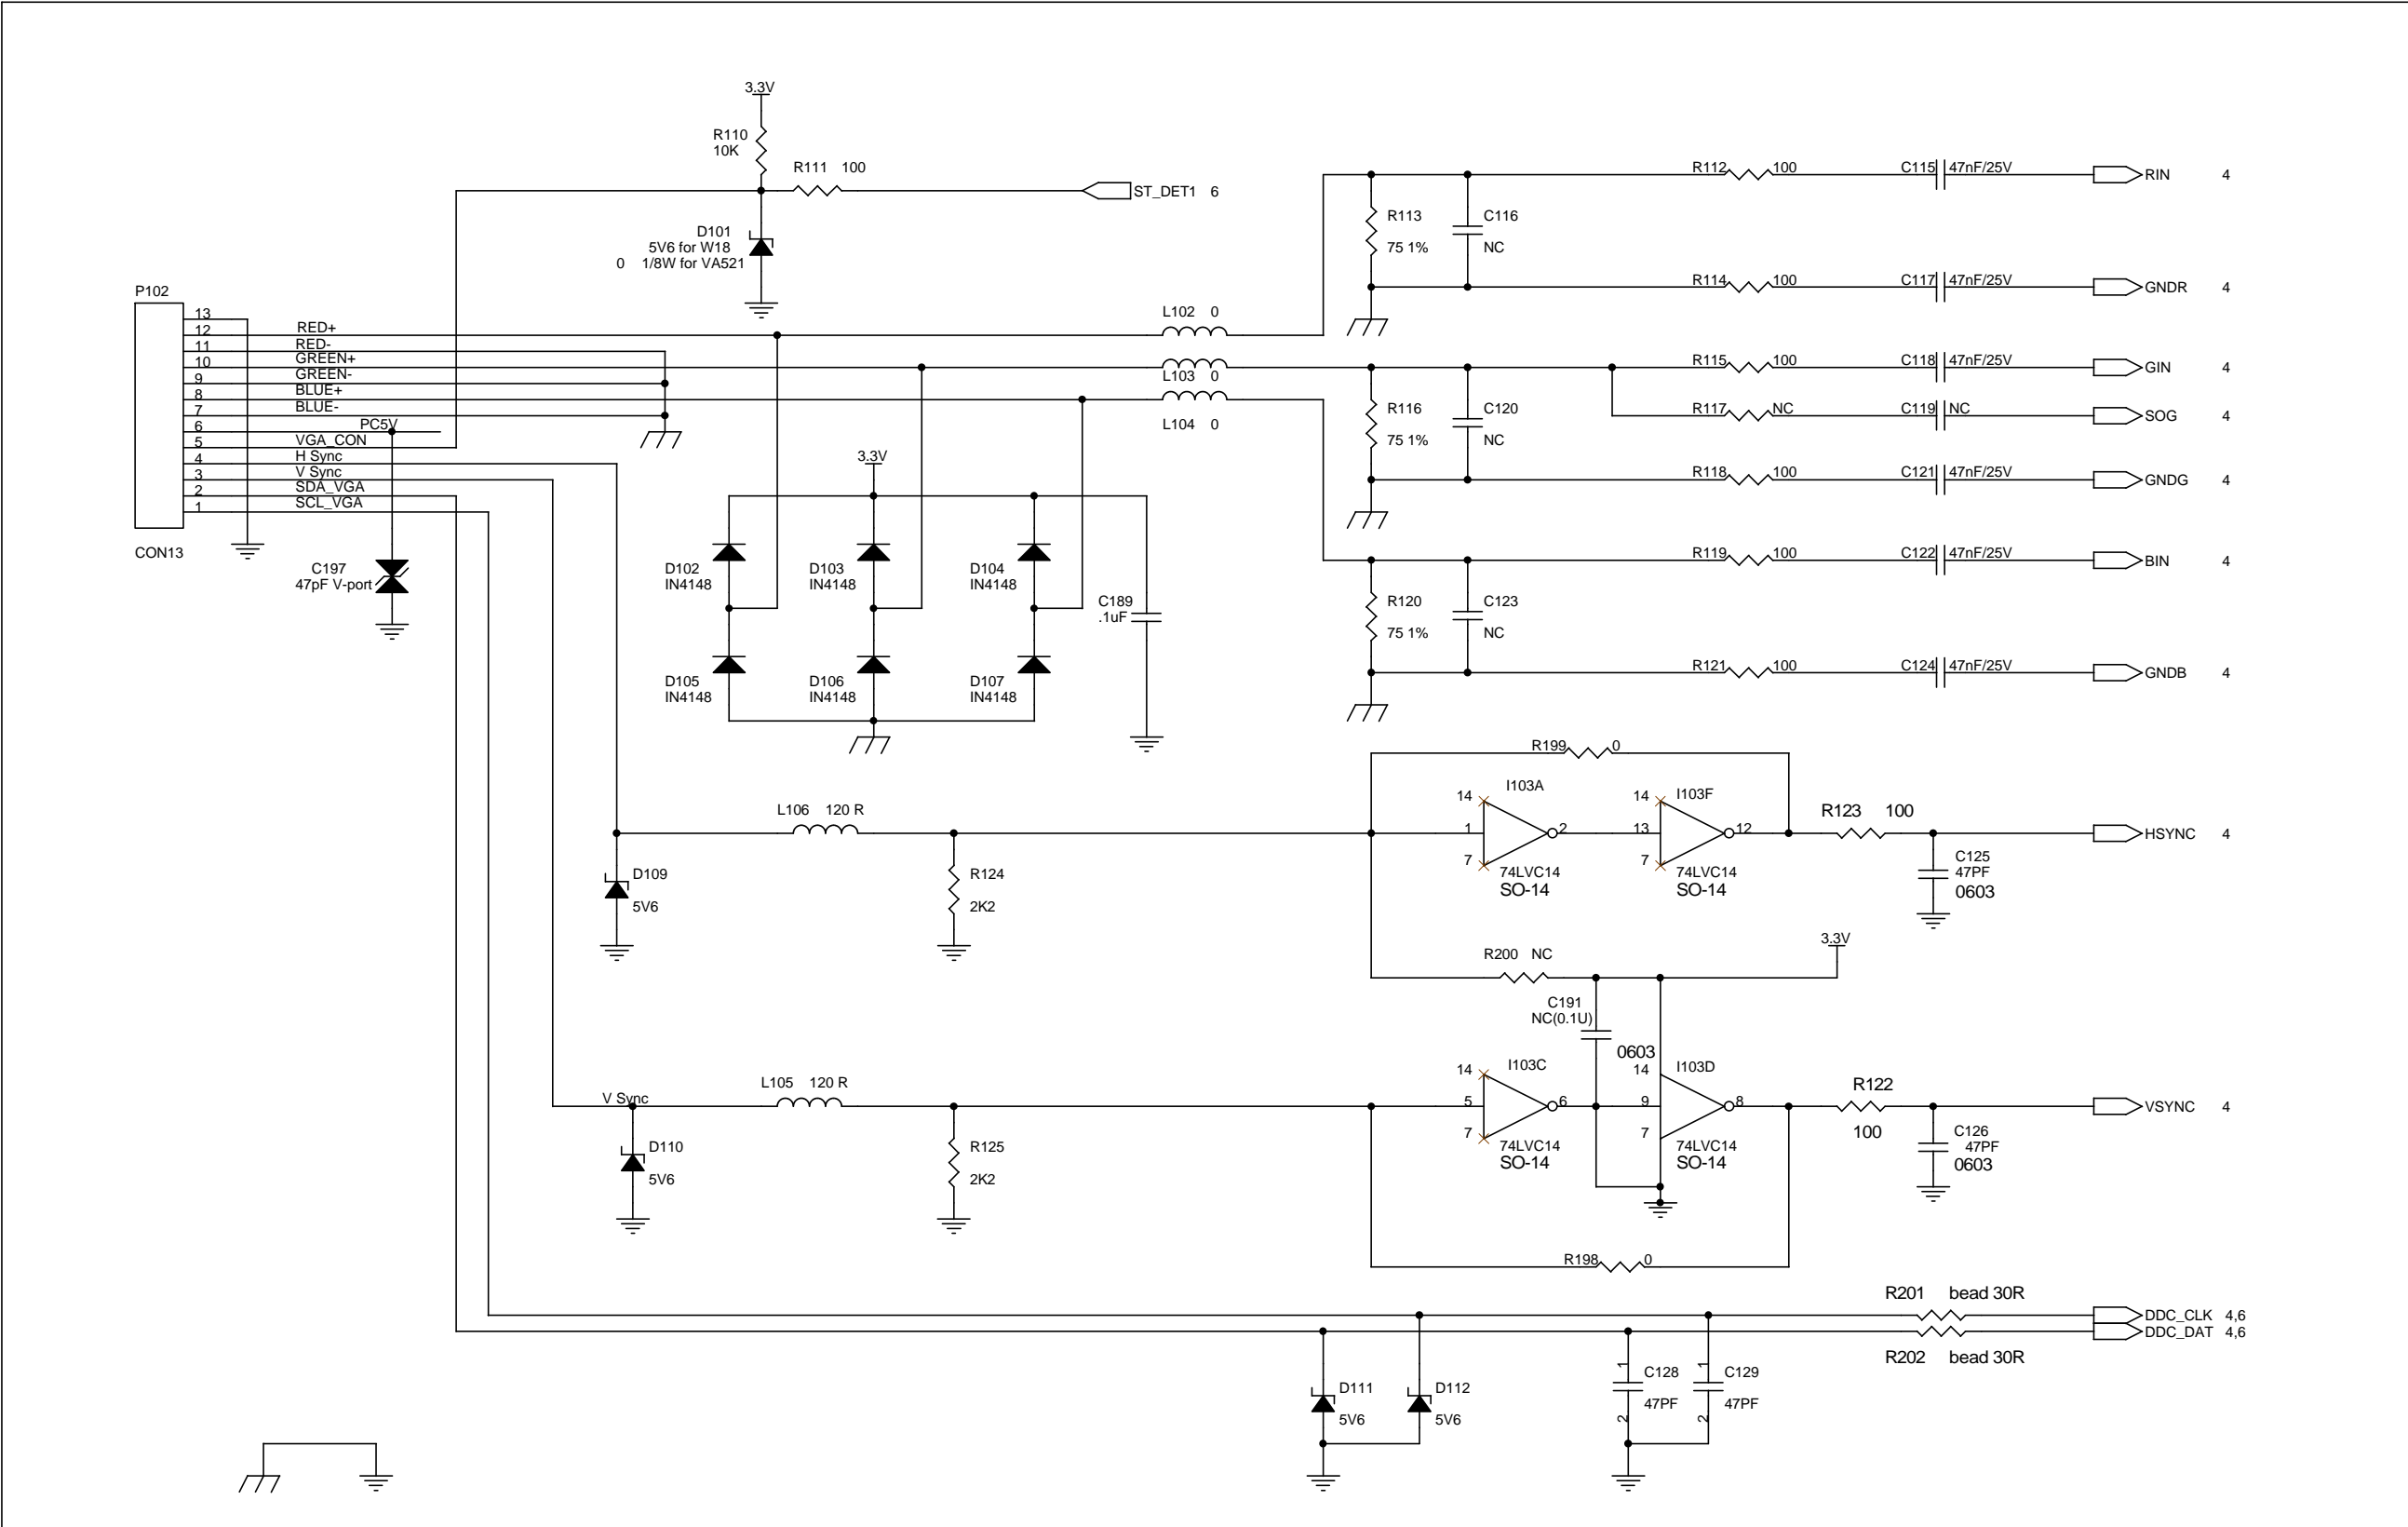 3.3V
R110
10K
R111 100
ST_DET1 6
D101
5V6 for W18
0 1/8W for VA521
P102
13
12 RED+
11 RED-
10 GREEN+
9 GREEN-
8 BLUE+
7 BLUE-
6 PC5V
5 VGA_CON
4 H Sync
3 V Sync
2 SDA_VGA
1 SCL_VGA
CON13
C197
47pF V-port
L102 0
L103 0
L104 0
3.3V
D102
IN4148
D103
IN4148
D104
IN4148
C189
.1uF
D105
IN4148
D106
IN4148
D107
IN4148
R112 100 C115 47nF/25V RIN 4
R113
75 1%
C116
NC
R114 100 C117 47nF/25V GNDR 4
R115 100 C118 47nF/25V GIN 4
R116
75 1%
C120
NC
R117 NC C119 NC SOG 4
R118 100 C121 47nF/25V GNDG 4
R119 100 C122 47nF/25V BIN 4
R120
75 1%
C123
NC
R121 100 C124 47nF/25V GNDB 4
R199 0
L106 120 R
D109
5V6
R124
2K2
I103A
14
1 2
7
74LVC14
SO-14
I103F
14
13 12
7
74LVC14
SO-14
R123 100
HSYNC 4
C125
47PF
0603
3.3V
R200 NC
C191
NC(0.1U)
0603
V Sync
L105 120 R
D110
5V6
R125
2K2
I103C
14
5 6
7
74LVC14
SO-14
I103D
14
9 8
7
74LVC14
SO-14
R122
100
VSYNC 4
C126
47PF
0603
R198 0
R201 bead 30R
DDC_CLK 4,6
DDC_DAT 4,6
R202 bead 30R
D111
5V6
D112
5V6
1
C128
47PF
2
1
C129
47PF
2